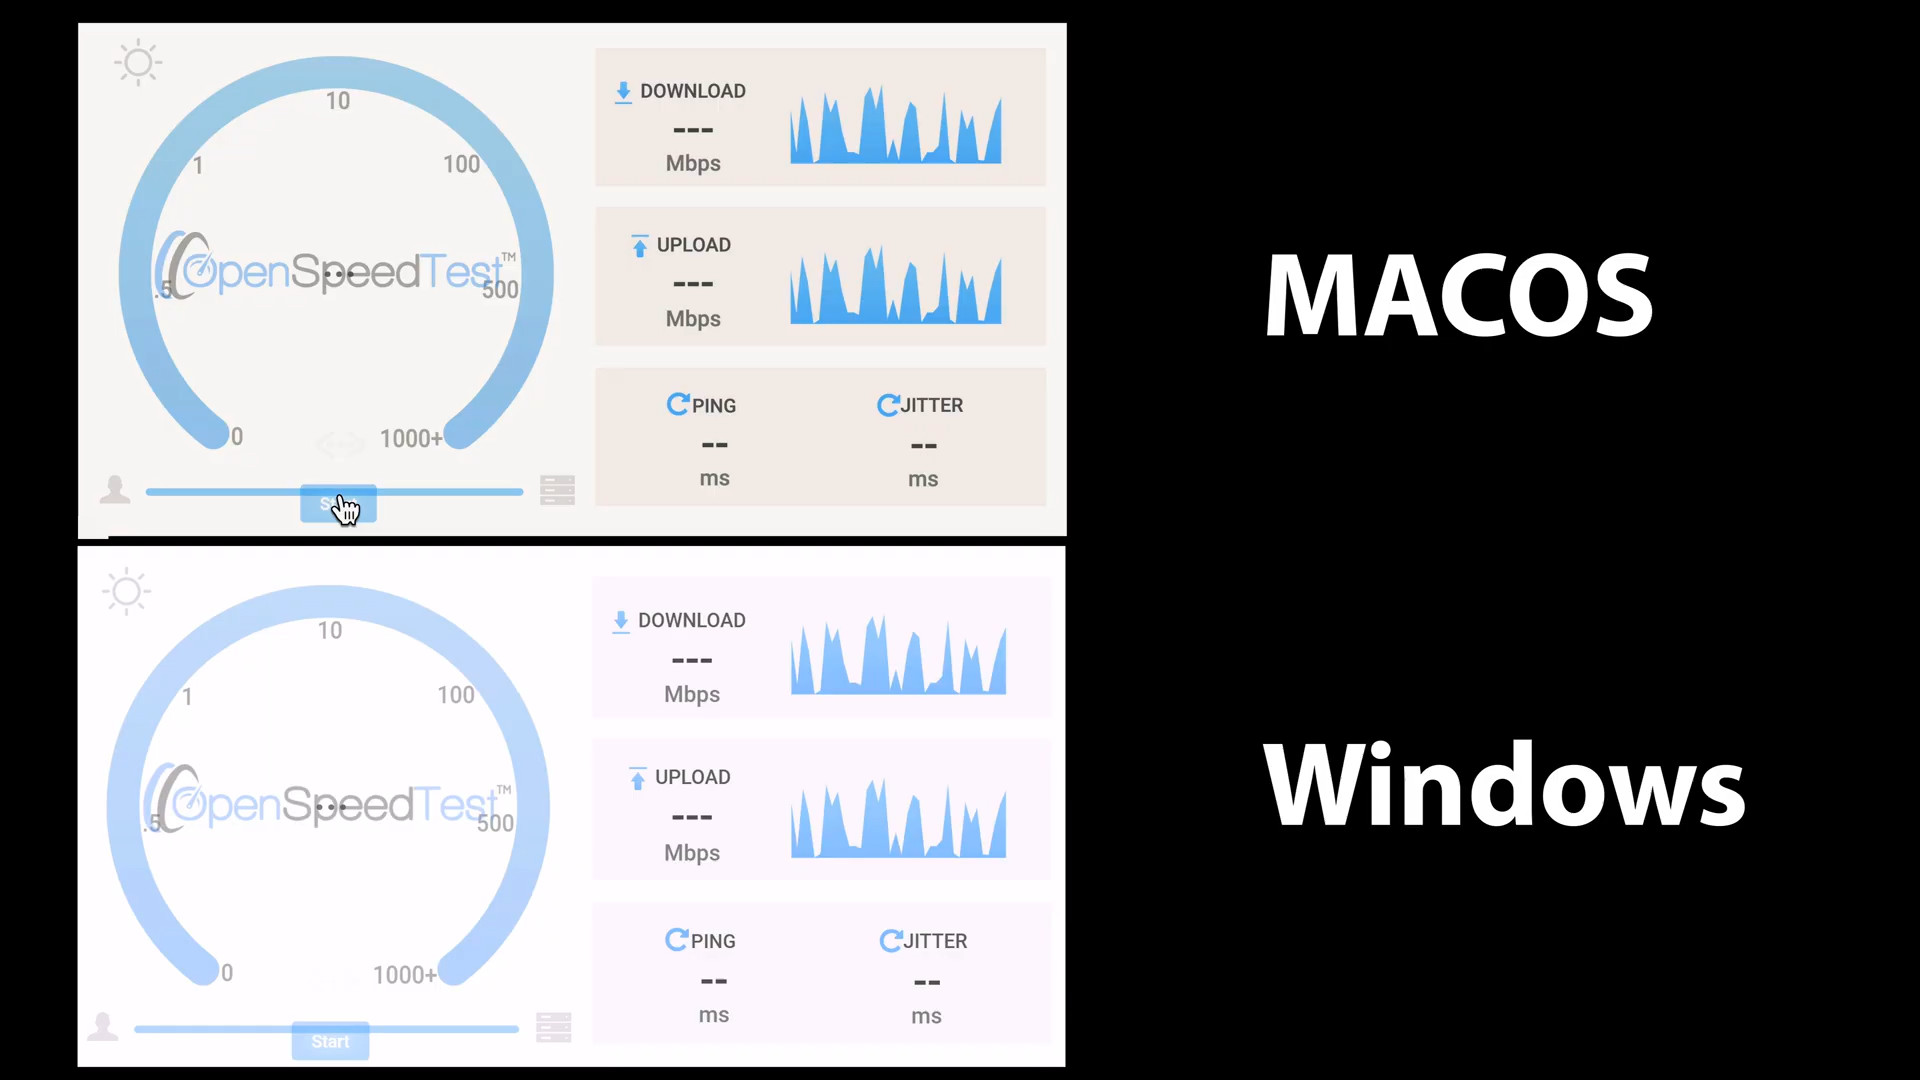 10
1
100
OpenSpeedTest™
.5
500
0
1000+
DOWNLOAD
---
Mbps
UPLOAD
---
Mbps
PING
--
ms
JITTER
--
ms
MACOS
10
1
100
OpenSpeedTest™
.5
500
0
1000+
Start
DOWNLOAD
---
Mbps
UPLOAD
---
Mbps
PING
--
ms
JITTER
--
ms
Windows